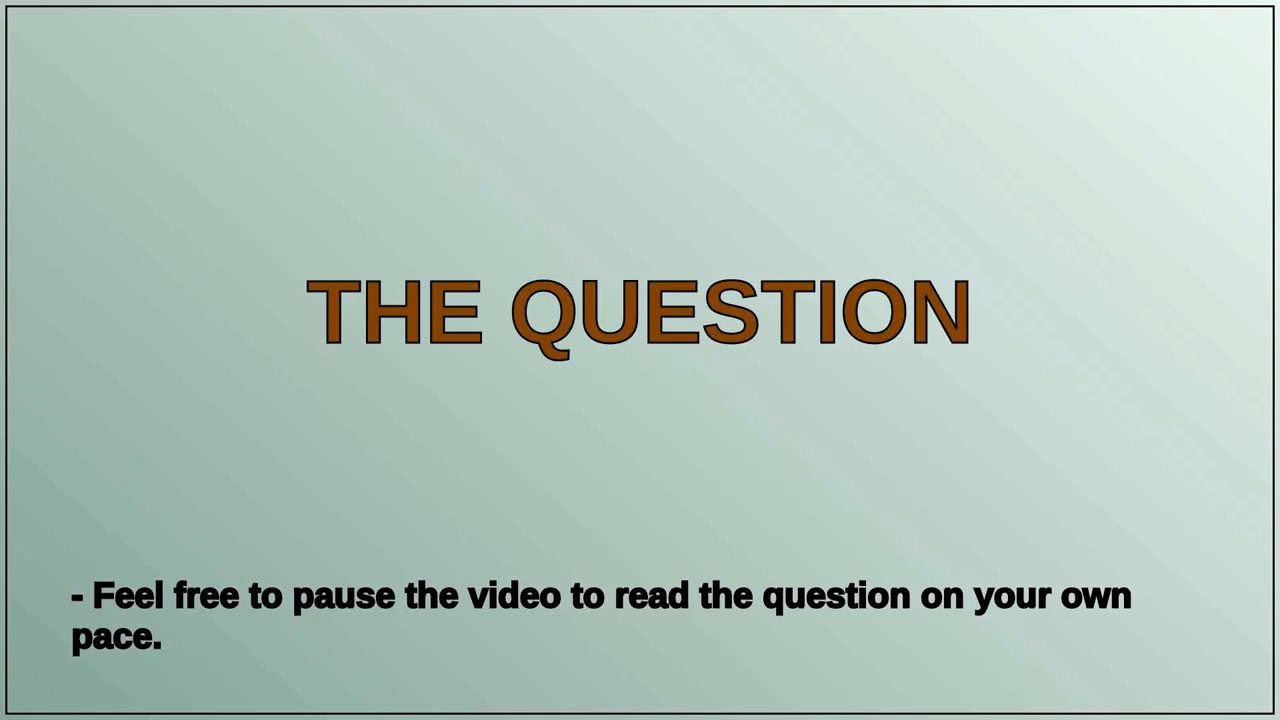 THE QUESTION
- Feel free to pause the video to read the question on your own
pace.